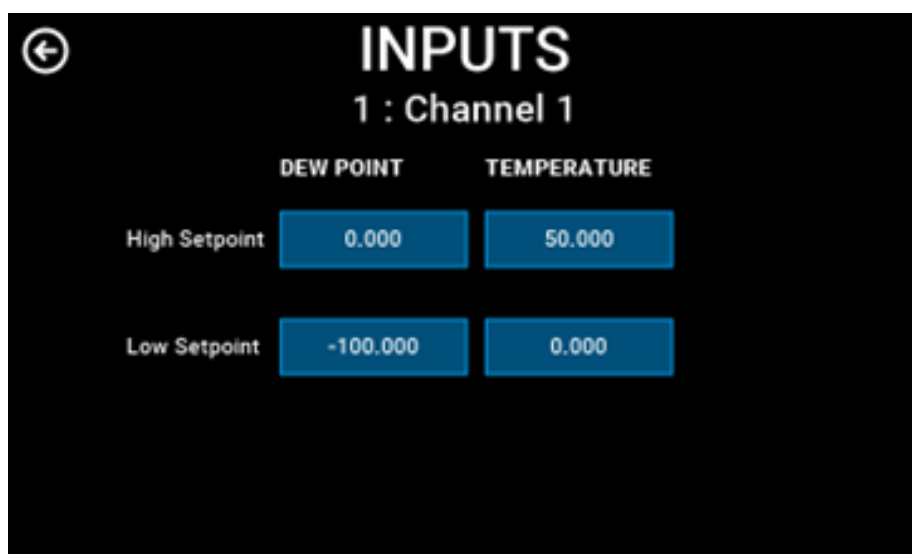 INPUTS
1 : Channel 1
DEW POINT TEMPERATURE
High Setpoint 0.000 50.000
Low Setpoint -100.000 0.000